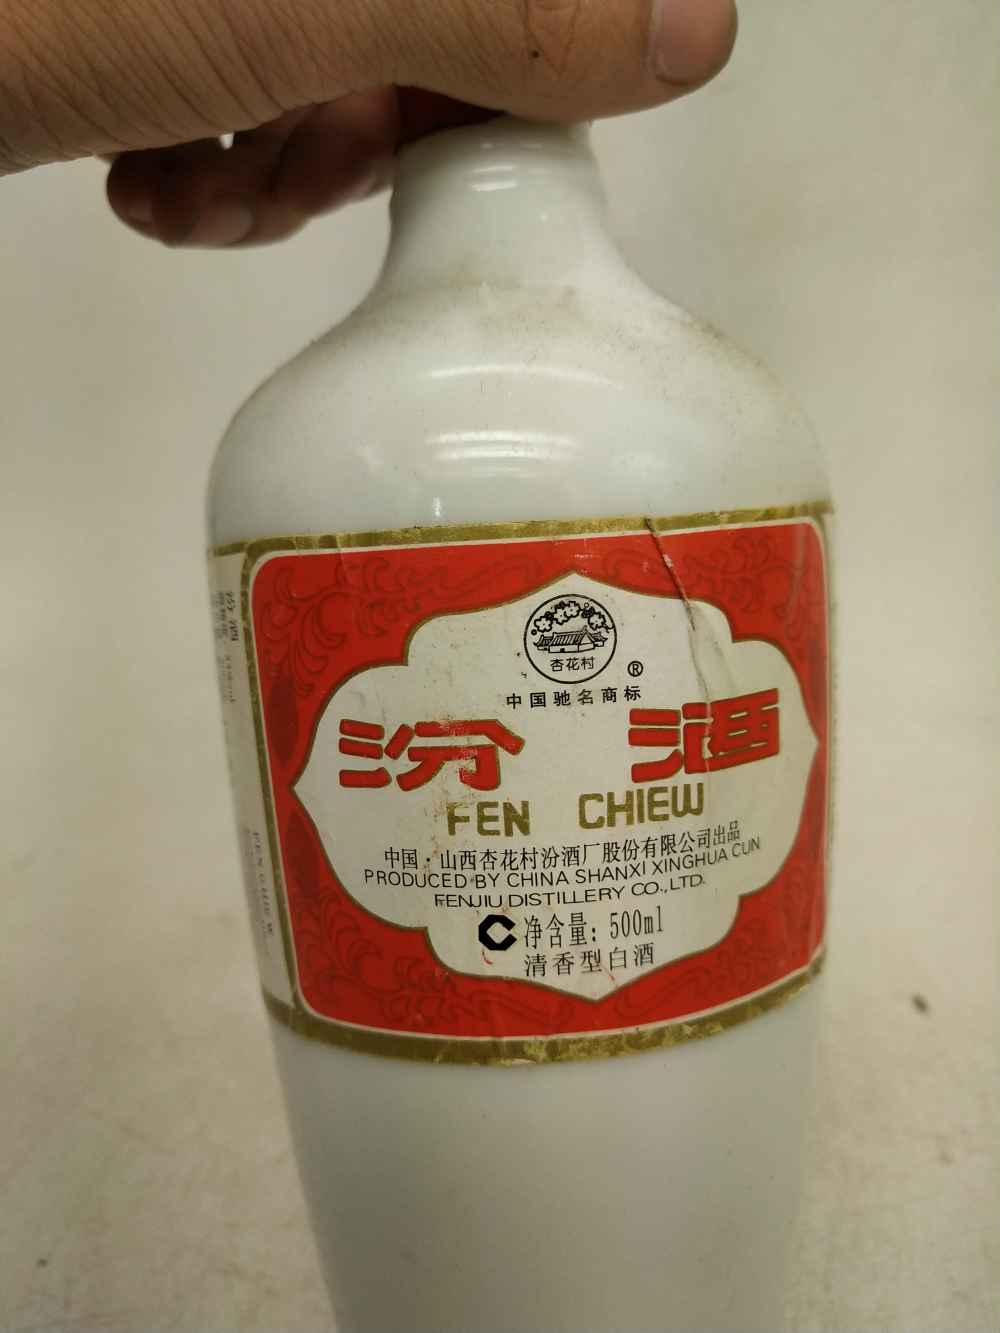 杏花村
®
中国驰名商标
汾酒
FEN CHIEW
中国·山西杏花村汾酒厂股份有限公司出品
PRODUCED BY CHINA SHANXI XINGHUA CUN
FENJIU DISTILLERY CO.,LTD.
C 净含量: 500ml
清香型白酒